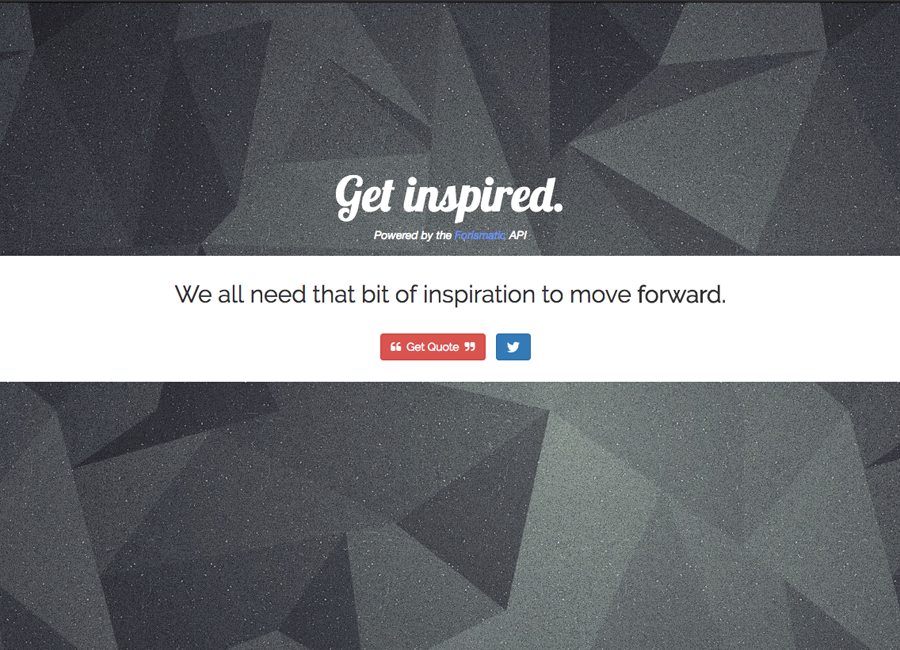 Get inspired.
Powered by the Forismatic API
We all need that bit of inspiration to move forward.
Get Quote